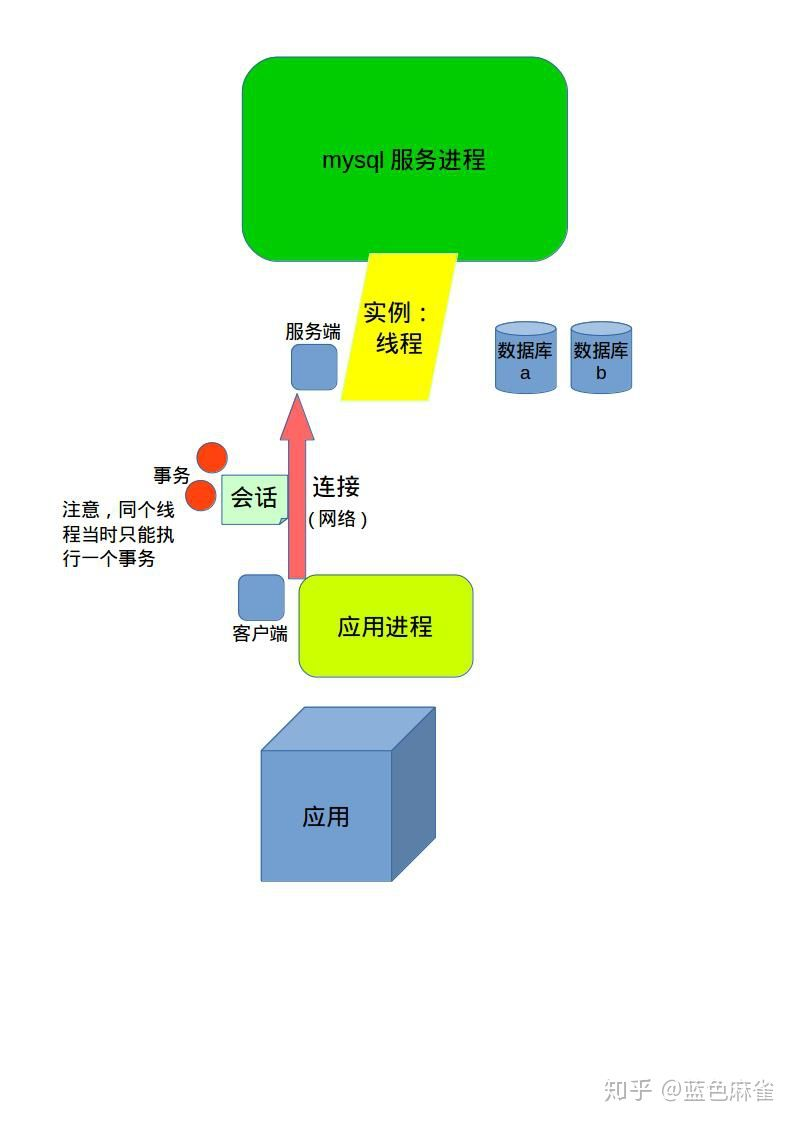 mysql 服务进程
实例：
线程
服务端
数据库
a
数据库
b
事务
会话
连接
（网络）
注意，同个线
程当时只能执
行一个事务
客户端
应用进程
应用
知乎 @蓝色麻雀